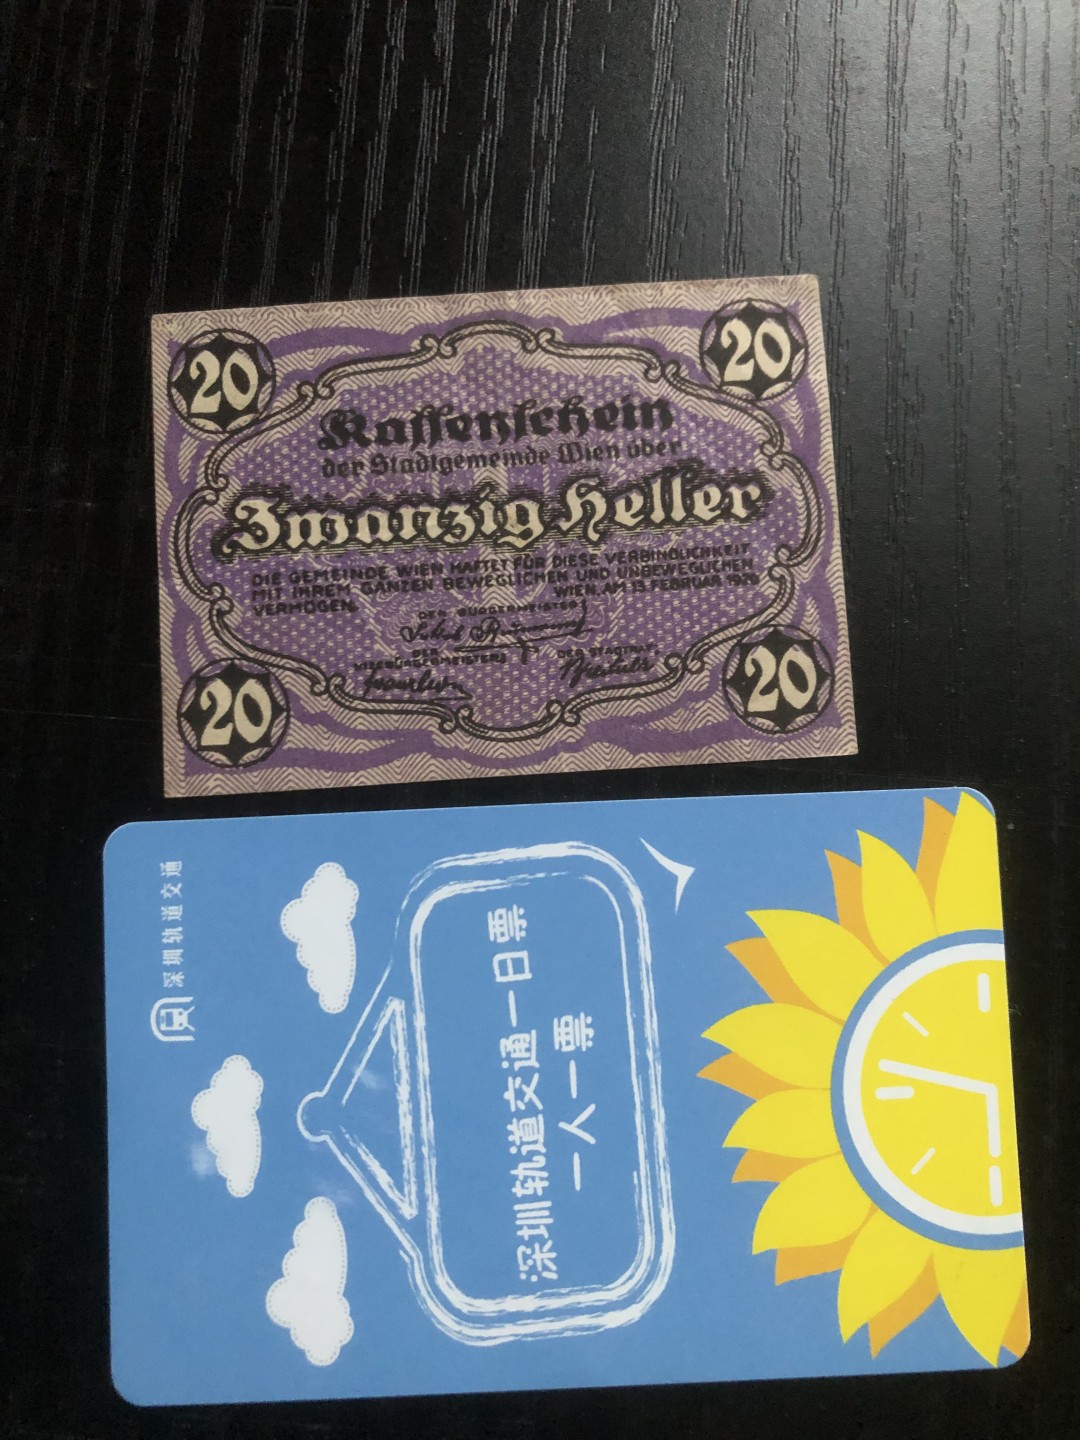 20
20
Kassenschein
der Stadtgemeinde Wien über
Zwanzig Heller
DIE GEMEINDE WIEN HAFTET FÜR DIESE VERBINDLICHKEIT
MIT IHREM GANZEN BEWEGLICHEN UND UNBEWEGLICHEN
VERMÖGEN. WIEN, AM 13. FEBRUAR 1920
DER BÜRGERMEISTER
DER VIZEBÜRGERMEISTER:
DER STADTRAT:
20
20
深圳轨道交通
深圳轨道交通一日票
一人一票